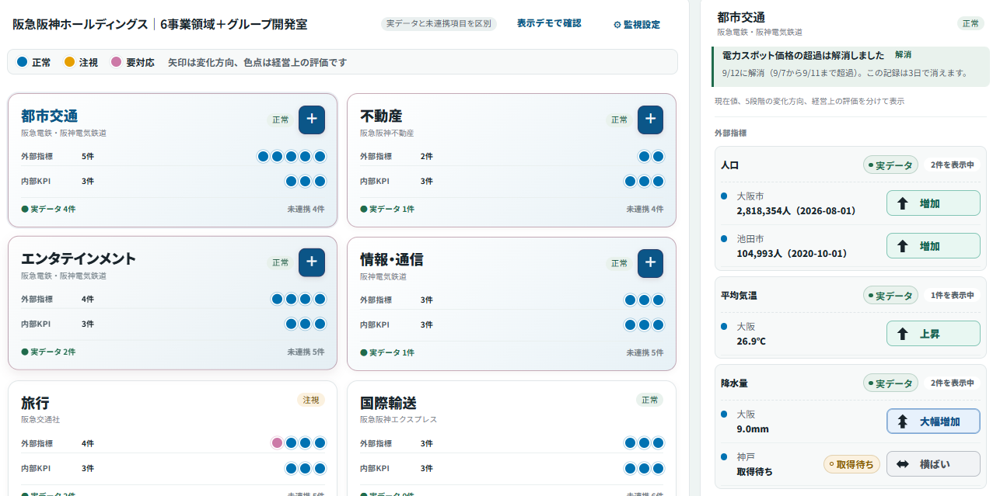 阪急阪神ホールディングス｜6事業領域＋グループ開発室
実データと未連携項目を区別
表示デモで確認
⚙ 監視設定
正常 注視 要対応 矢印は変化方向、色点は経営上の評価です
都市交通
正常
+
阪急電鉄・阪神電気鉄道
外部指標 5件
内部KPI 3件
実データ 4件
未連携 4件
不動産
正常
+
阪急阪神不動産
外部指標 2件
内部KPI 3件
実データ 1件
未連携 4件
エンタテインメント
正常
+
阪急電鉄・阪神電気鉄道
外部指標 4件
内部KPI 3件
実データ 2件
未連携 5件
情報・通信
正常
+
阪神電気鉄道
外部指標 3件
内部KPI 3件
実データ 1件
未連携 5件
旅行
注視
阪急交通社
外部指標 4件
内部KPI 3件
国際輸送
正常
阪急阪神エクスプレス
外部指標 3件
内部KPI 3件
都市交通
正常
阪急電鉄・阪神電気鉄道
電力スポット価格の超過は解消しました 解消
9/12に解消（9/7から9/11まで超過）。この記録は3日で消えます。
現在値、5段階の変化方向、経営上の評価を分けて表示
外部指標
人口
実データ
2件を表示中
大阪市
2,818,354人（2026-08-01）
増加
池田市
104,993人（2020-10-01）
増加
平均気温
実データ
1件を表示中
大阪
26.9℃
上昇
降水量
実データ
2件を表示中
大阪
9.0mm
大幅増加
神戸
取得待ち
取得待ち
横ばい